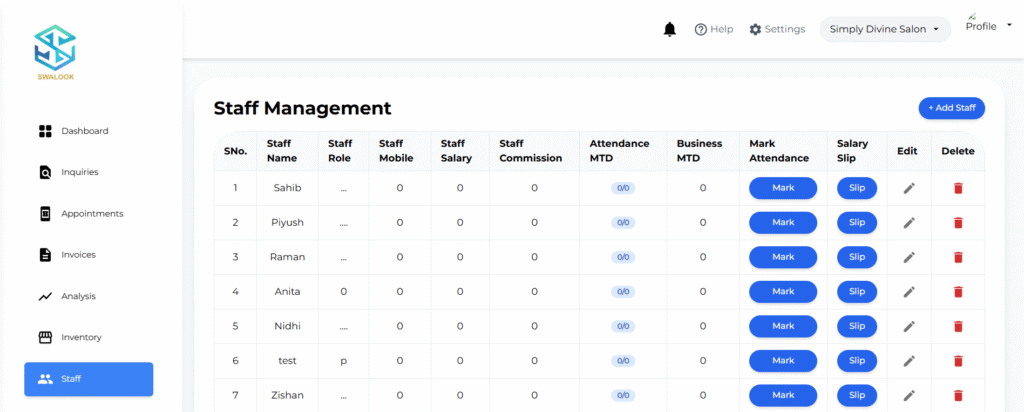 Help
Settings
Simply Divine Salon
Profile
SWALOOK
Dashboard
Inquiries
Appointments
Invoices
Analysis
Inventory
Staff
Staff Management
+ Add Staff
SNo. Staff Name Staff Role Staff Mobile Staff Salary Staff Commission Attendance MTD Business MTD Mark Attendance Salary Slip Edit Delete
1 Sahib ... 0 0 0 0/0 0 Mark Slip
2 Piyush .... 0 0 0 0/0 0 Mark Slip
3 Raman ... 0 0 0 0/0 0 Mark Slip
4 Anita 0 0 0 0 0/0 0 Mark Slip
5 Nidhi .... 0 0 0 0/0 0 Mark Slip
6 test p 0 0 0 0/0 0 Mark Slip
7 Zishan ... 0 0 0 0/0 0 Mark Slip